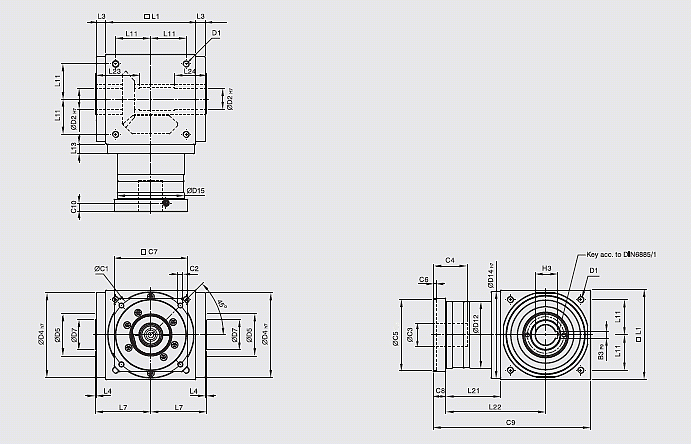 L3
□ L1
L3
L11
L11
D1
L23
L24
L11
L11
ØD2 H7
ØD2 H7
L13
ØD15
C10
□ C7
ØC1
C2
45°
ØD4 H7
ØD5
ØD7
ØD7
ØD5
ØD4 H7
L4
L4
L7
L7
C4
C6
ØD14 H7
H3
Key acc. to DIN6885/1
D1
ØC5
ØC3
ØD12
L11
L11
B3 P9
□ L1
C8
L21
L22
C9